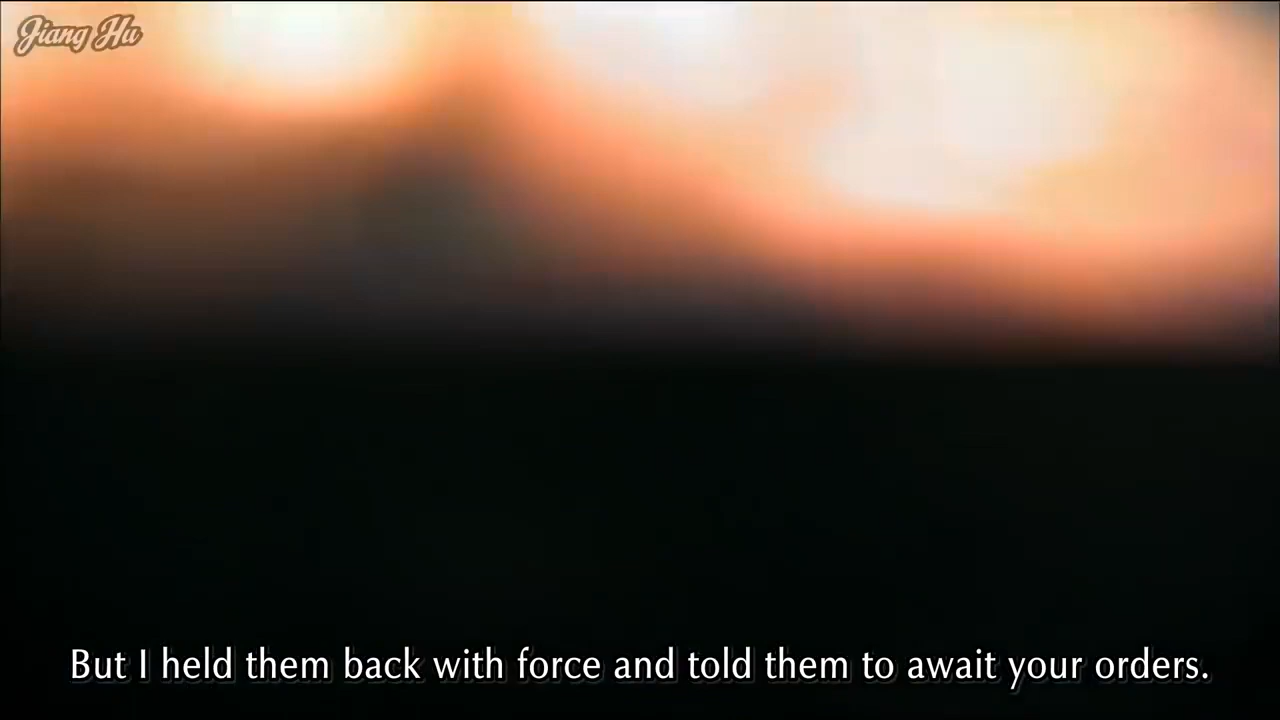 Jiang Hu
But I held them back with force and told them to await your orders.